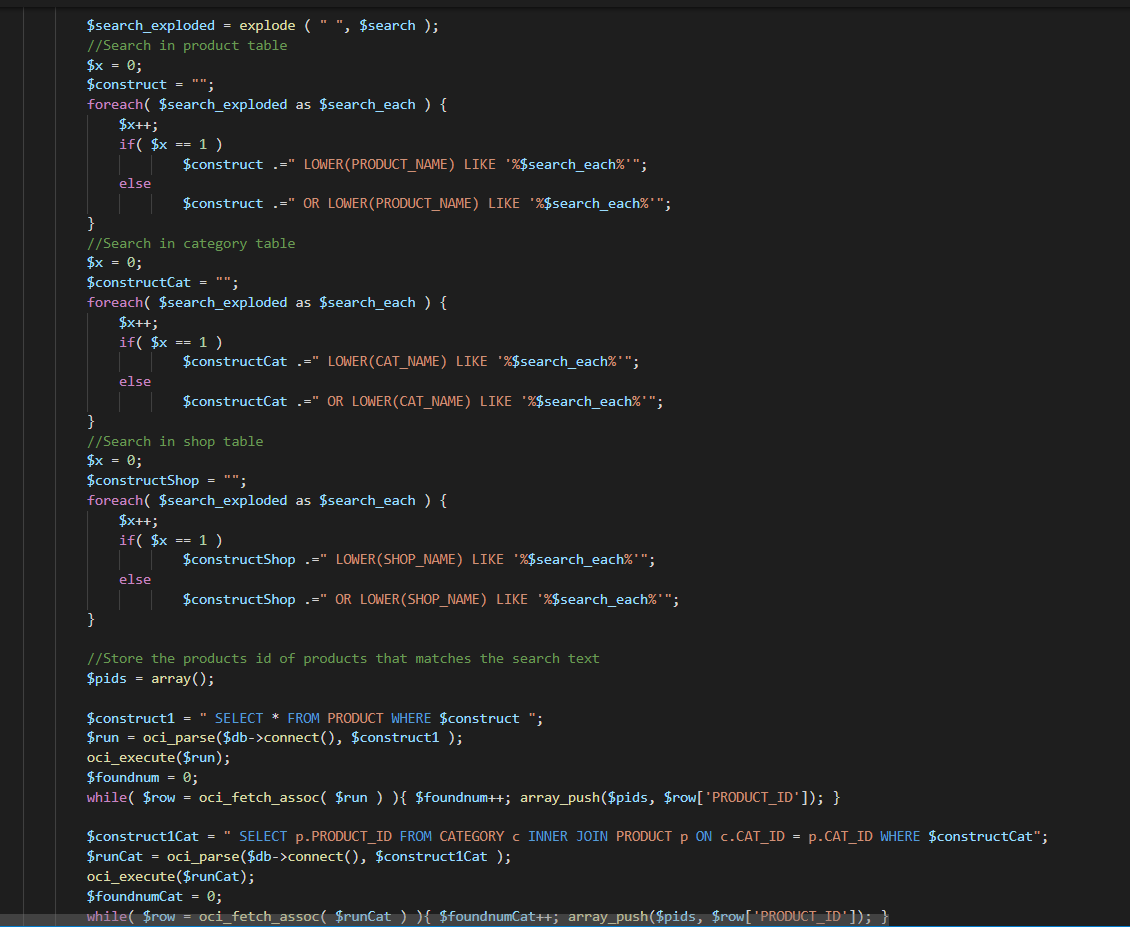 $search_exploded = explode ( " ", $search );
//Search in product table
$x = 0;
$construct = "";
foreach( $search_exploded as $search_each ) {
$x++;
if( $x == 1 )
$construct .=" LOWER(PRODUCT_NAME) LIKE '%$search_each%'";
else
$construct .=" OR LOWER(PRODUCT_NAME) LIKE '%$search_each%'";
}
//Search in category table
$x = 0;
$constructCat = "";
foreach( $search_exploded as $search_each ) {
$x++;
if( $x == 1 )
$constructCat .=" LOWER(CAT_NAME) LIKE '%$search_each%'";
else
$constructCat .=" OR LOWER(CAT_NAME) LIKE '%$search_each%'";
}
//Search in shop table
$x = 0;
$constructShop = "";
foreach( $search_exploded as $search_each ) {
$x++;
if( $x == 1 )
$constructShop .=" LOWER(SHOP_NAME) LIKE '%$search_each%'";
else
$constructShop .=" OR LOWER(SHOP_NAME) LIKE '%$search_each%'";
}
//Store the products id of products that matches the search text
$pids = array();
$construct1 = " SELECT * FROM PRODUCT WHERE $construct ";
$run = oci_parse($db->connect(), $construct1 );
oci_execute($run);
$foundnum = 0;
while( $row = oci_fetch_assoc( $run ) ){ $foundnum++; array_push($pids, $row['PRODUCT_ID']); }
$construct1Cat = " SELECT p.PRODUCT_ID FROM CATEGORY c INNER JOIN PRODUCT p ON c.CAT_ID = p.CAT_ID WHERE $constructCat";
$runCat = oci_parse($db->connect(), $construct1Cat );
oci_execute($runCat);
$foundnumCat = 0;
while( $row = oci_fetch_assoc( $runCat ) ){ $foundnumCat++; array_push($pids, $row['PRODUCT_ID']); }